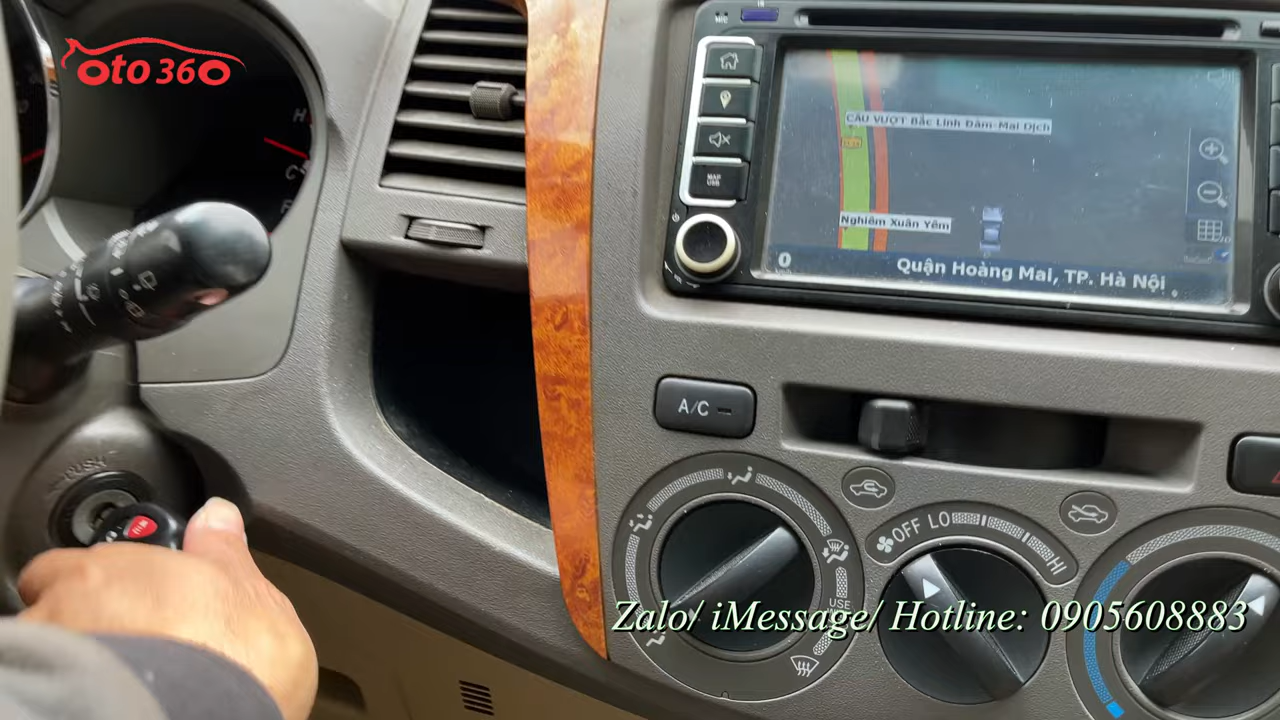 oto360
H
C
CẦU VƯỢT Bắc Linh Đàm-Mai Dịch
Nghiêm Xuân Yêm
0
Quận Hoàng Mai, TP. Hà Nội
MAP
USB
A/C
PUSH
OFF LO
HI
USE
Zalo/ iMessage/ Hotline: 0905608883